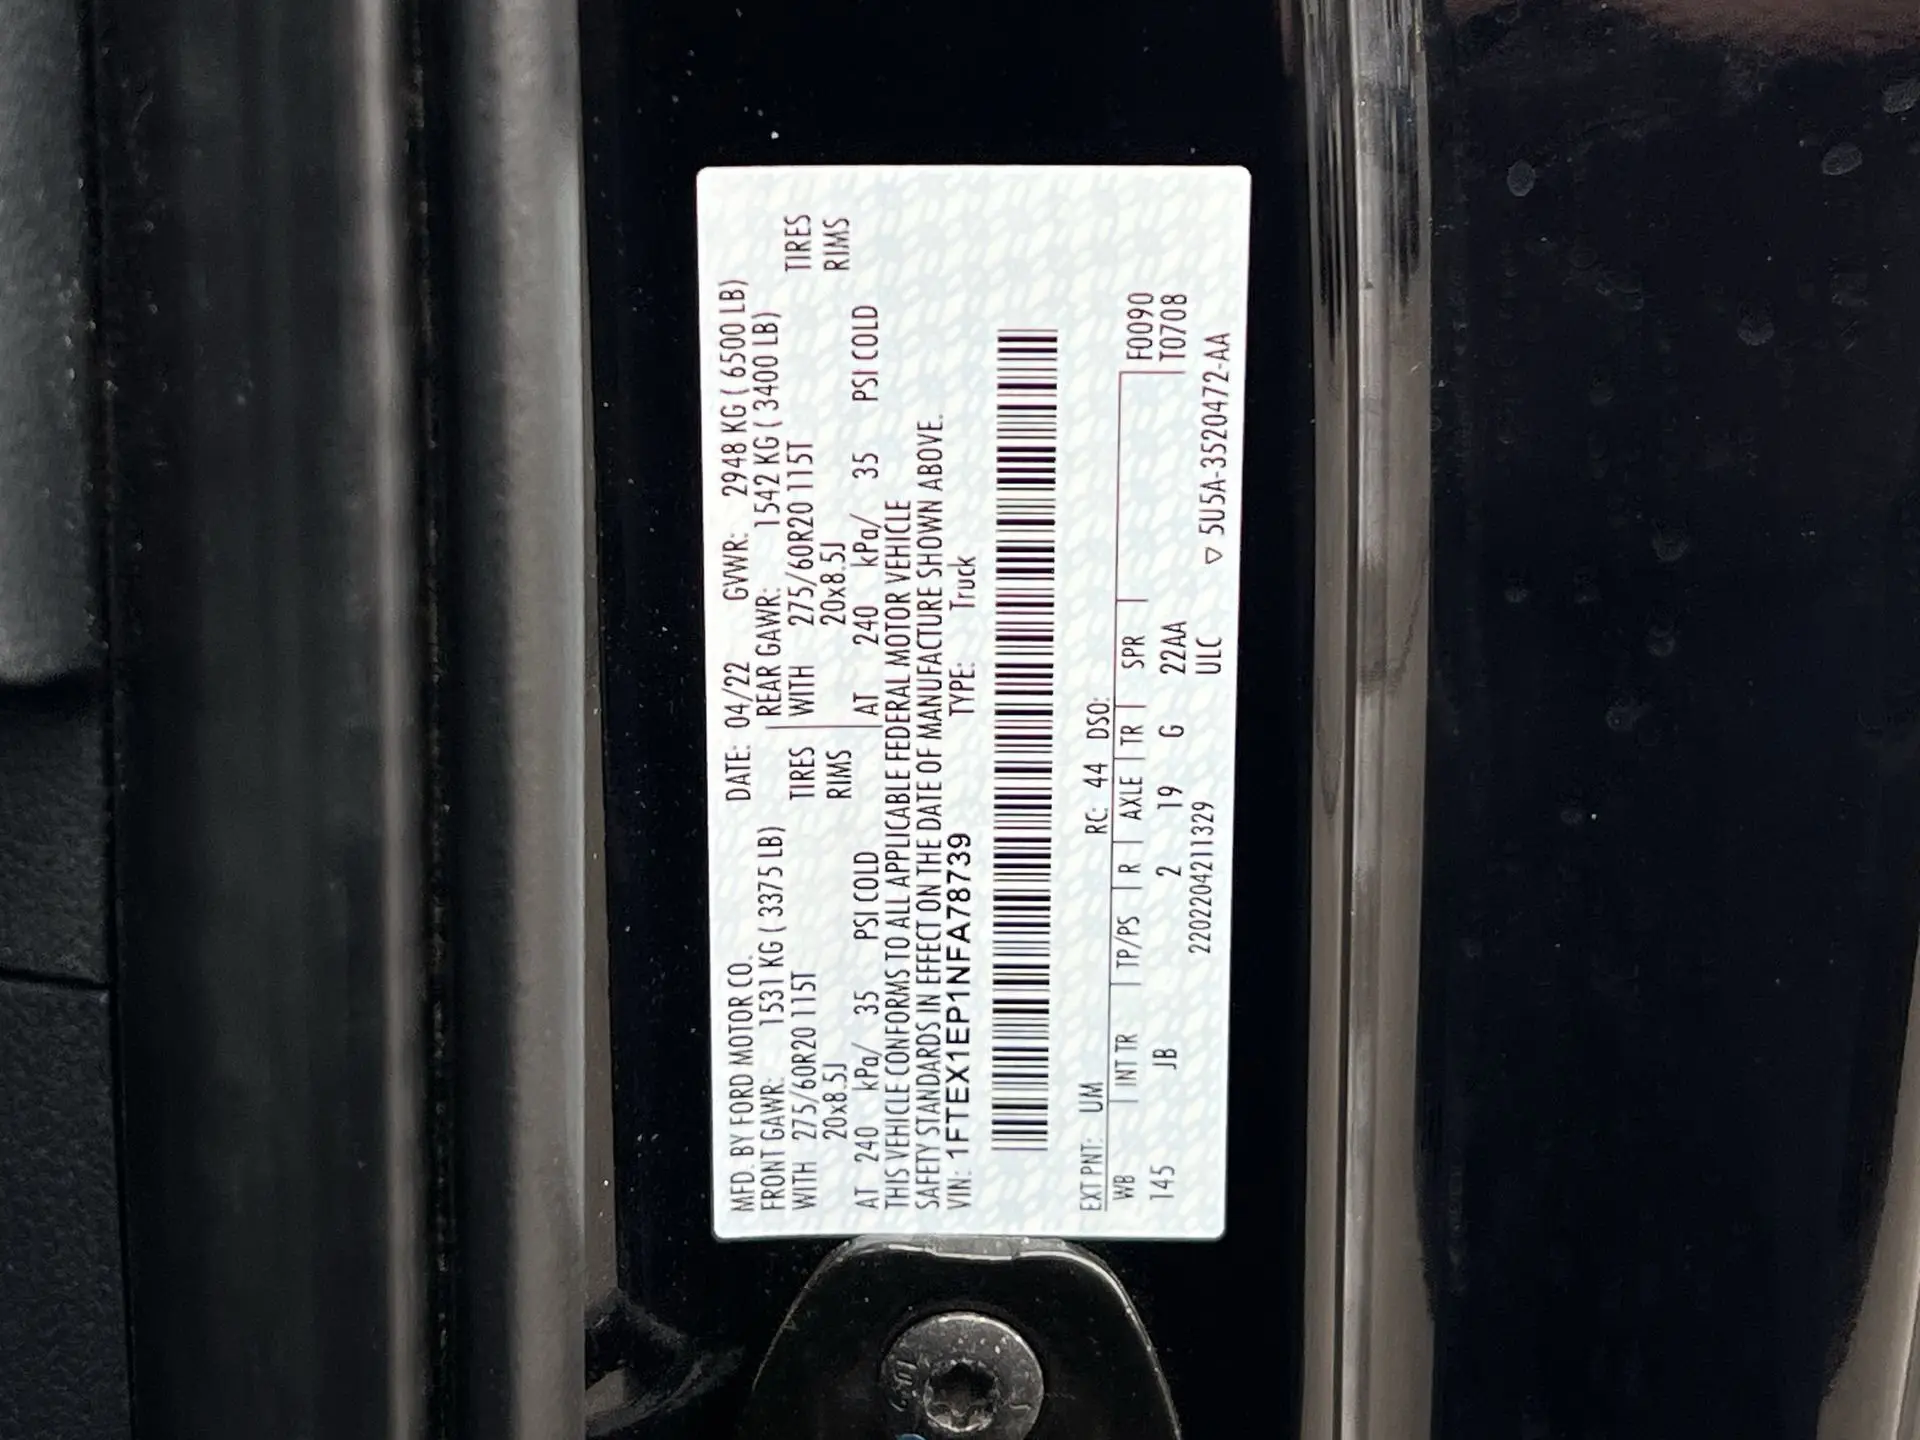 MFD. BY FORD MOTOR CO. DATE: 04/22 GVWR: 2948 KG ( 6500 LB)
FRONT GAWR: 1531 KG ( 3375 LB) REAR GAWR: 1542 KG ( 3400 LB)
WITH 275/60R20 115T TIRES WITH 275/60R20 115T TIRES
20x8.5J RIMS 20x8.5J RIMS
AT 240 kPa/ 35 PSI COLD AT 240 kPa/ 35 PSI COLD
THIS VEHICLE CONFORMS TO ALL APPLICABLE FEDERAL MOTOR VEHICLE
SAFETY STANDARDS IN EFFECT ON THE DATE OF MANUFACTURE SHOWN ABOVE.
VIN: 1FTEX1EP1NFA78739 TYPE: Truck
EXT PNT: UM RC: 44 DSO:
WB INT TR TP/PS R AXLE TR SPR F0090
145 JB 2 19 G 22AA T0708
220220421 1329 ULC ▽ 5U5A-3520472-AA
10.9